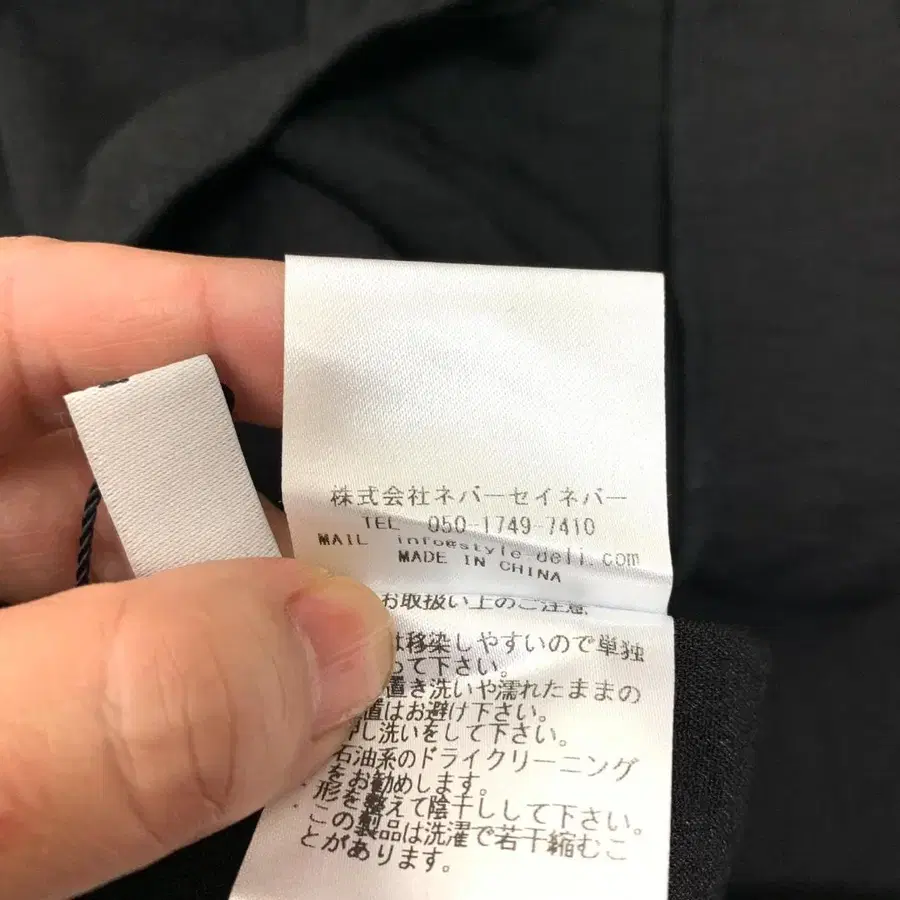 株式会社ネバーセイネバー
TEL 050-1749-7410
MAIL info@style-deli.com
MADE IN CHINA
お取扱い上のご注意
は移染しやすいので単独
って下さい。
置き洗いや濡れたままの
置はお避け下さい。
押し洗いをして下さい。
石油系のドライクリーニング
をお勧めします。
・形を整えて陰干しして下さい。
・この製品は洗濯で若干縮むこ
とがあります。